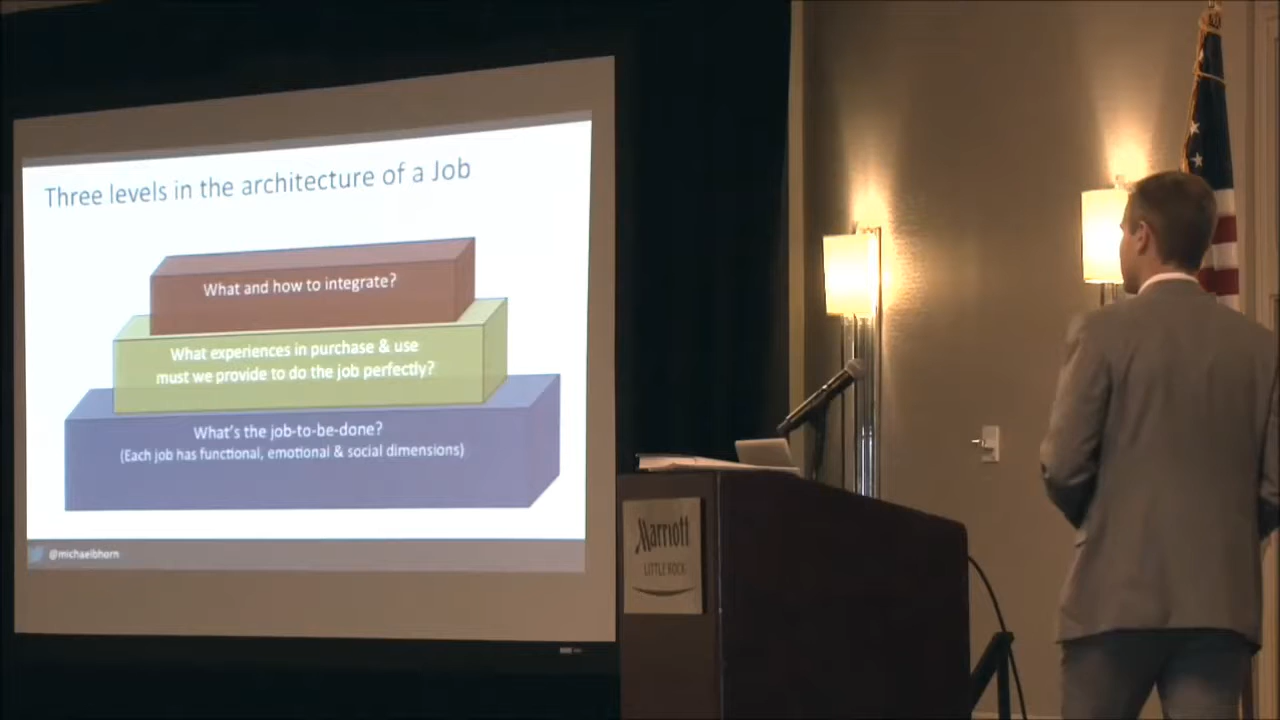 Three levels in the architecture of a Job
What and how to integrate?
What experiences in purchase & use
must we provide to do the job perfectly?
What's the job-to-be-done?
(Each job has functional, emotional & social dimensions)
@michaelbhorn
Marriott
LITTLE ROCK